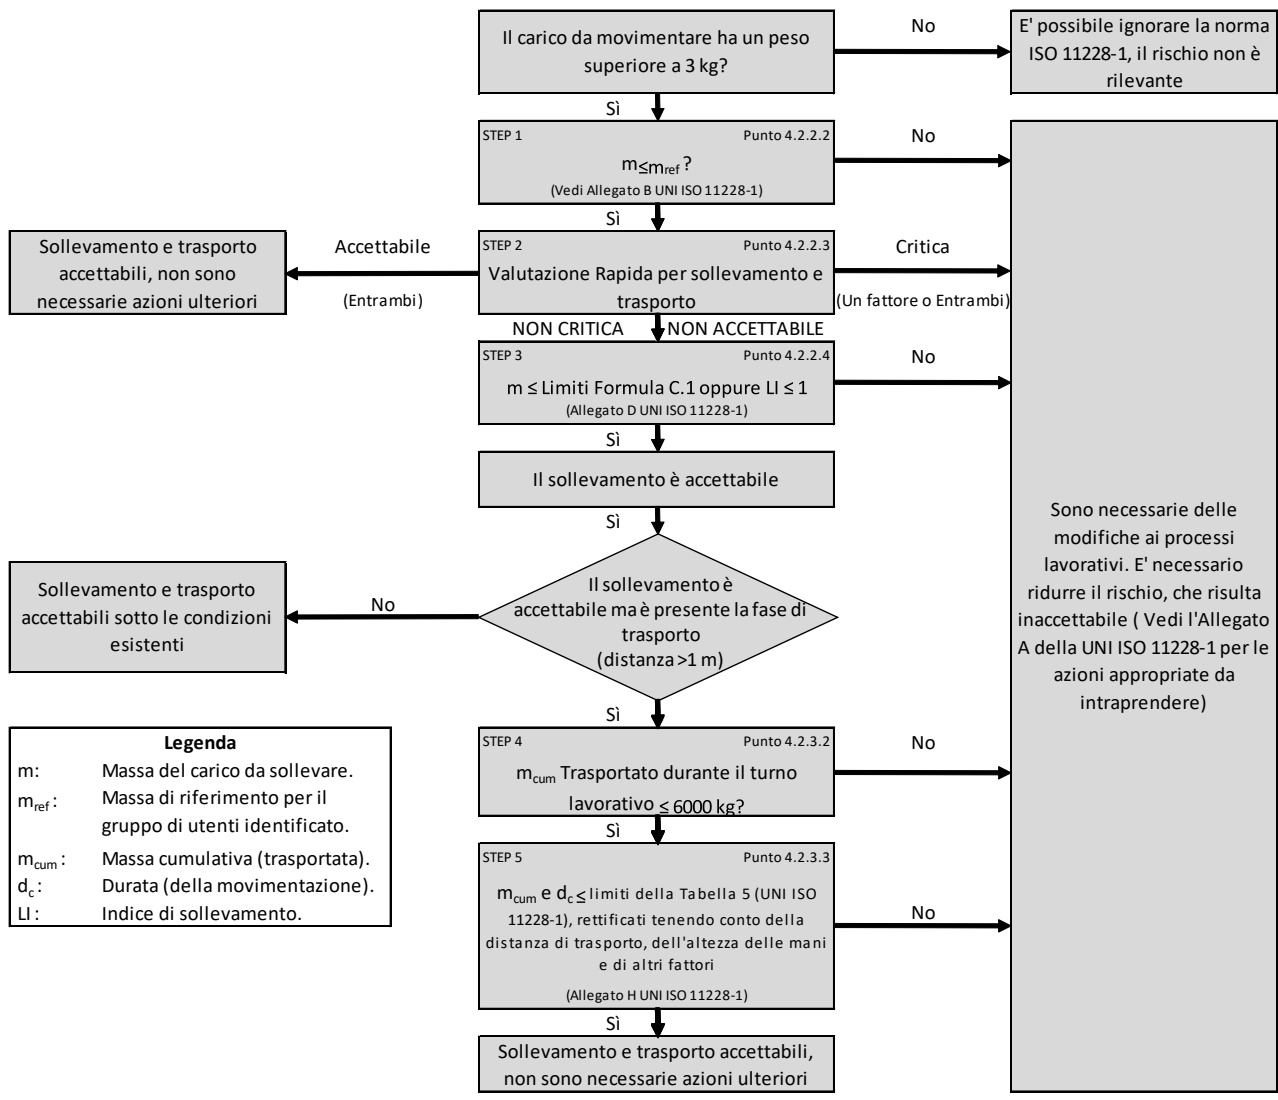 Il carico da movimentare ha un peso
superiore a 3 kg?
No
E' possibile ignorare la norma
ISO 11228-1, il rischio non è
rilevante
Sì
STEP 1
Punto 4.2.2.2
m≤mref ?
(Vedi Allegato B UNI ISO 11228-1)
No
Sì
Sollevamento e trasporto
accettabili, non sono
necessarie azioni ulteriori
Accettabile
(Entrambi)
STEP 2
Punto 4.2.2.3
Valutazione Rapida per sollevamento e
trasporto
Critica
(Un fattore o Entrambi)
NON CRITICA
NON ACCETTABILE
STEP 3
Punto 4.2.2.4
m ≤ Limiti Formula C.1 oppure LI ≤ 1
(Allegato D UNI ISO 11228-1)
No
Sì
Il sollevamento è accettabile
Sì
Il sollevamento è
accettabile ma è presente la fase di
trasporto
(distanza >1 m)
No
Sollevamento e trasporto
accettabili sotto le condizioni
esistenti
Sono necessarie delle
modifiche ai processi
lavorativi. E' necessario
ridurre il rischio, che risulta
inaccettabile ( Vedi l'Allegato
A della UNI ISO 11228-1 per le
azioni appropriate da
intraprendere)
Sì
STEP 4
Punto 4.2.3.2
mcum Trasportato durante il turno
lavorativo ≤ 6000 kg?
No
Sì
STEP 5
Punto 4.2.3.3
mcum e dc ≤ limiti della Tabella 5 (UNI ISO
11228-1), rettificati tenendo conto della
distanza di trasporto, dell'altezza delle mani
e di altri fattori
(Allegato H UNI ISO 11228-1)
No
Sì
Sollevamento e trasporto accettabili,
non sono necessarie azioni ulteriori
Legenda
m: Massa del carico da sollevare.
mref : Massa di riferimento per il
gruppo di utenti identificato.
mcum : Massa cumulativa (trasportata).
dc : Durata (della movimentazione).
LI : Indice di sollevamento.